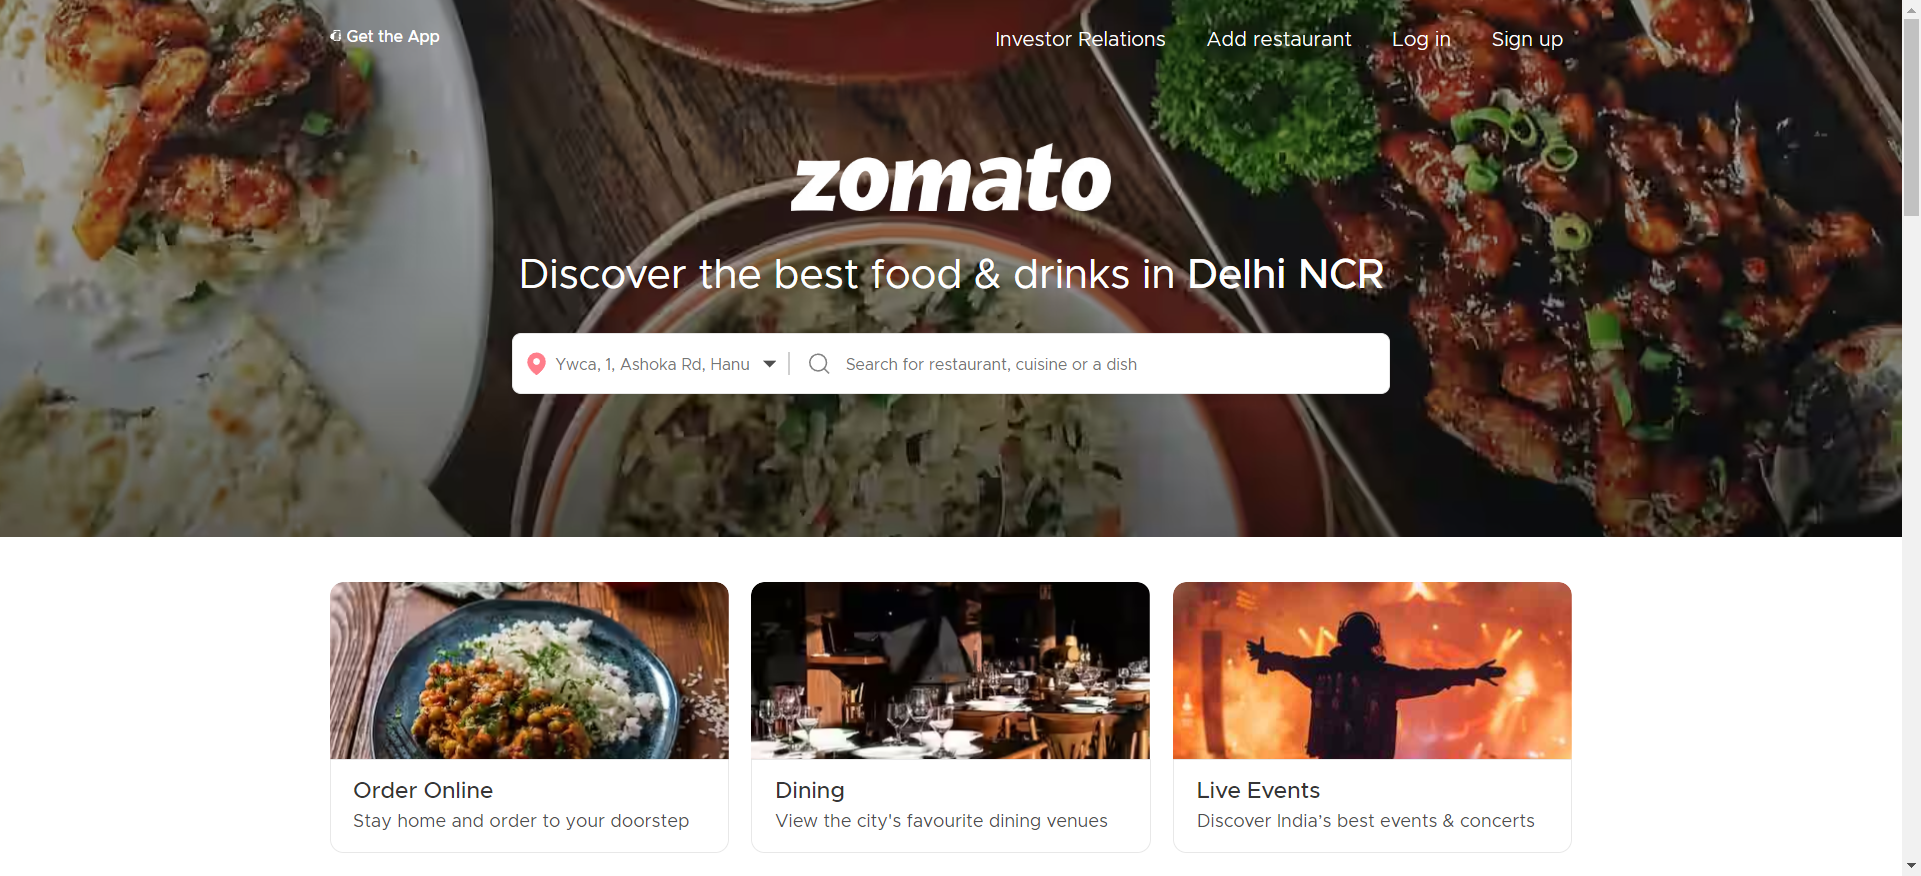 Get the App
Investor Relations
Add restaurant
Log in
Sign up
zomato
Discover the best food & drinks in Delhi NCR
Ywca, 1, Ashoka Rd, Hanu
Search for restaurant, cuisine or a dish
Order Online
Stay home and order to your doorstep
Dining
View the city's favourite dining venues
Live Events
Discover India’s best events & concerts